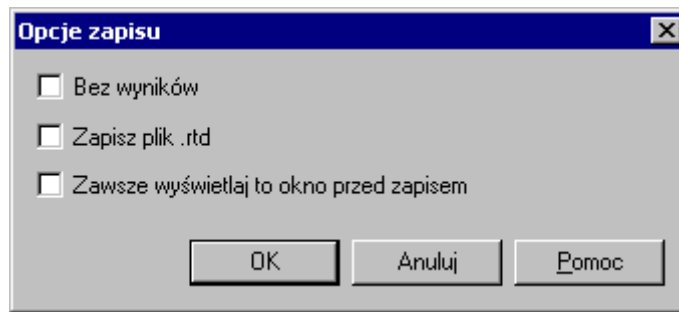 Opcje zapisu
Bez wyników
Zapisz plik .rtd
Zawsze wyświetlaj to okno przed zapisem
OK Anuluj Pomoc